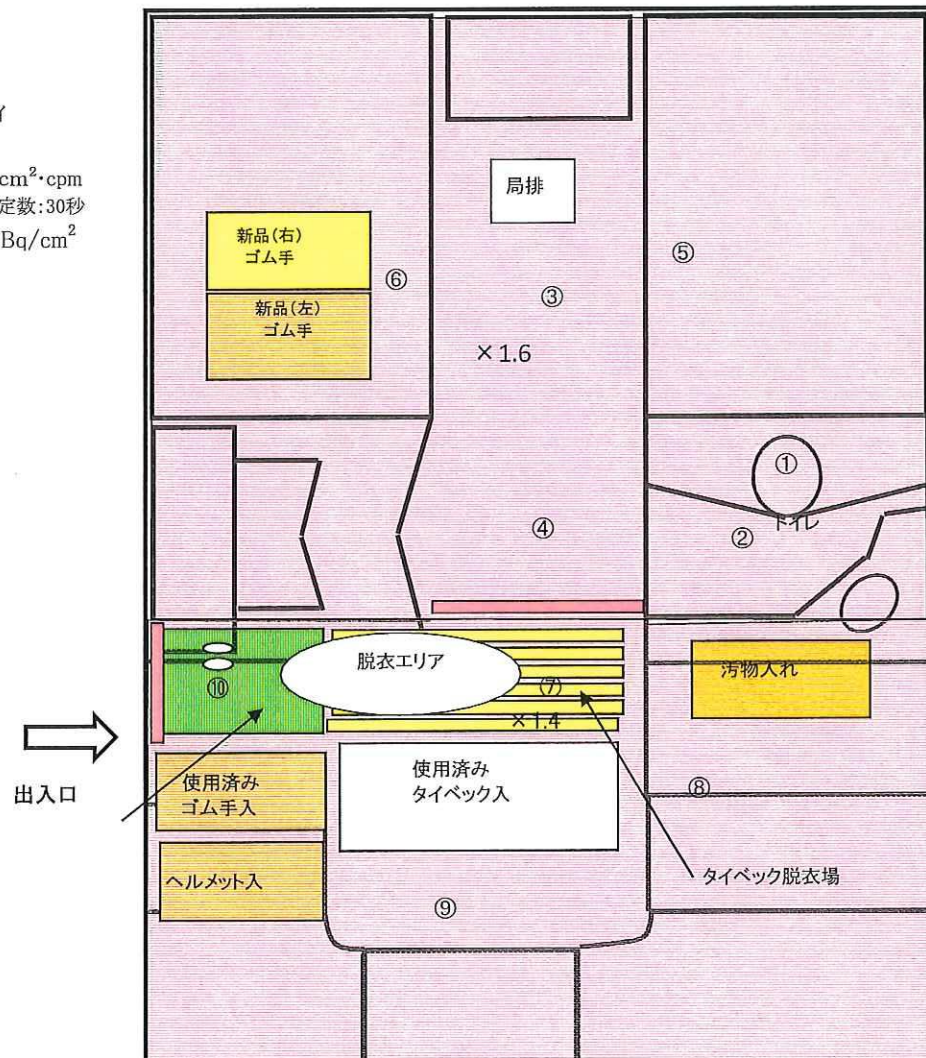 イ
cm²・cpm
定数:30秒
Bq/cm²
局排
新品(右)
ゴム手
新品(左)
ゴム手
⑥
③
⑤
×1.6
①
④
②
トイレ
脱衣エリア
⑩
⑦
×1.4
汚物入れ
出入口
使用済み
ゴム手入
使用済み
タイベック入
⑧
ヘルメット入
タイベック脱衣場
⑨